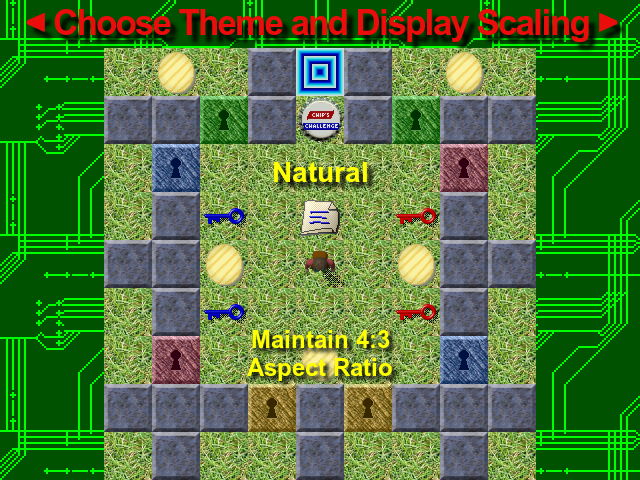 Choose Theme and Display Scaling
CHIP'S
CHALLENGE
Natural
Maintain 4:3
Aspect Ratio